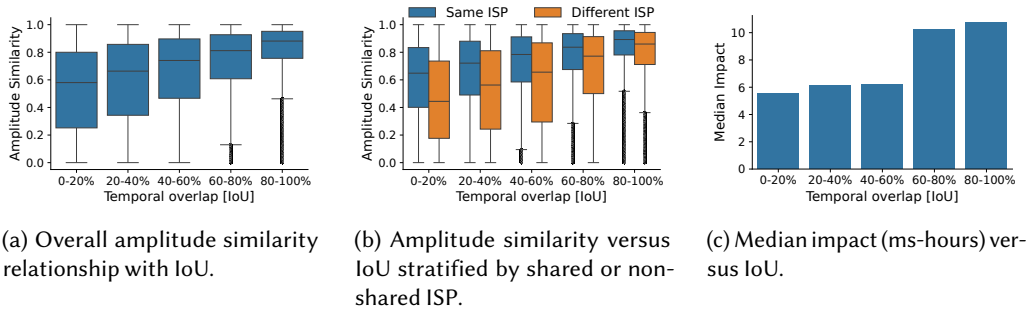 1.0
0.8
0.6
0.4
0.2
0.0
Amplitude Similarity
0-20% 20-40% 40-60% 60-80% 80-100%
Temporal overlap [IoU]
(a) Overall amplitude similarity
relationship with IoU.
Same ISP Different ISP
1.0
0.8
0.6
0.4
0.2
0.0
Amplitude Similarity
0-20% 20-40% 40-60% 60-80% 80-100%
Temporal overlap [IoU]
(b) Amplitude similarity versus
IoU stratified by shared or non-
shared ISP.
10
8
6
4
2
0
Median Impact
0-20% 20-40% 40-60% 60-80% 80-100%
Temporal overlap [IoU]
(c) Median impact (ms-hours) ver-
sus IoU.